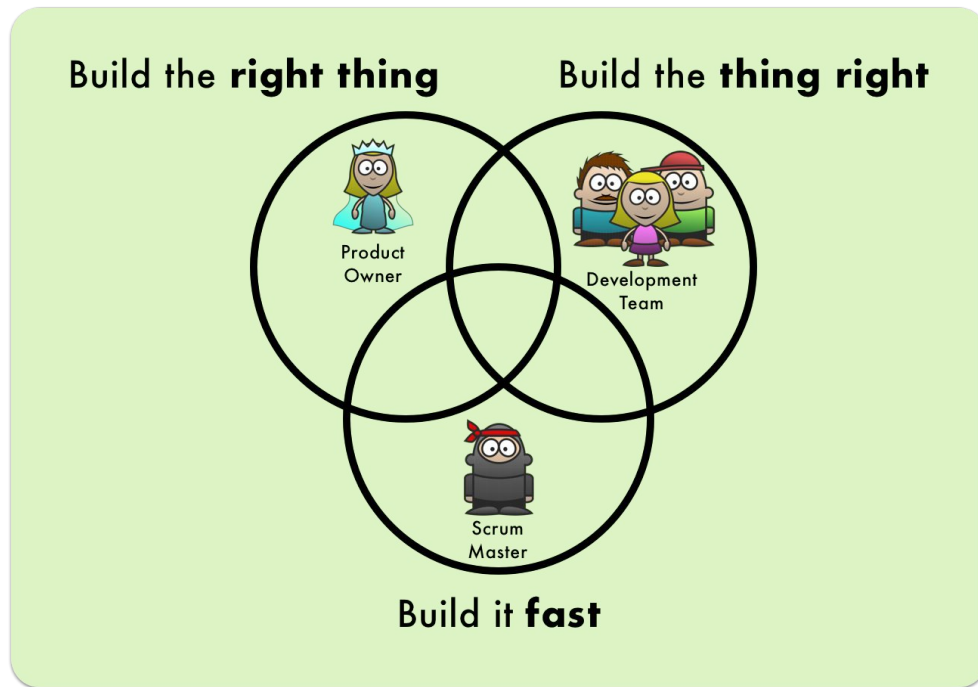 Build the right thing
Build the thing right
Product
Owner
Development
Team
Scrum
Master
Build it fast